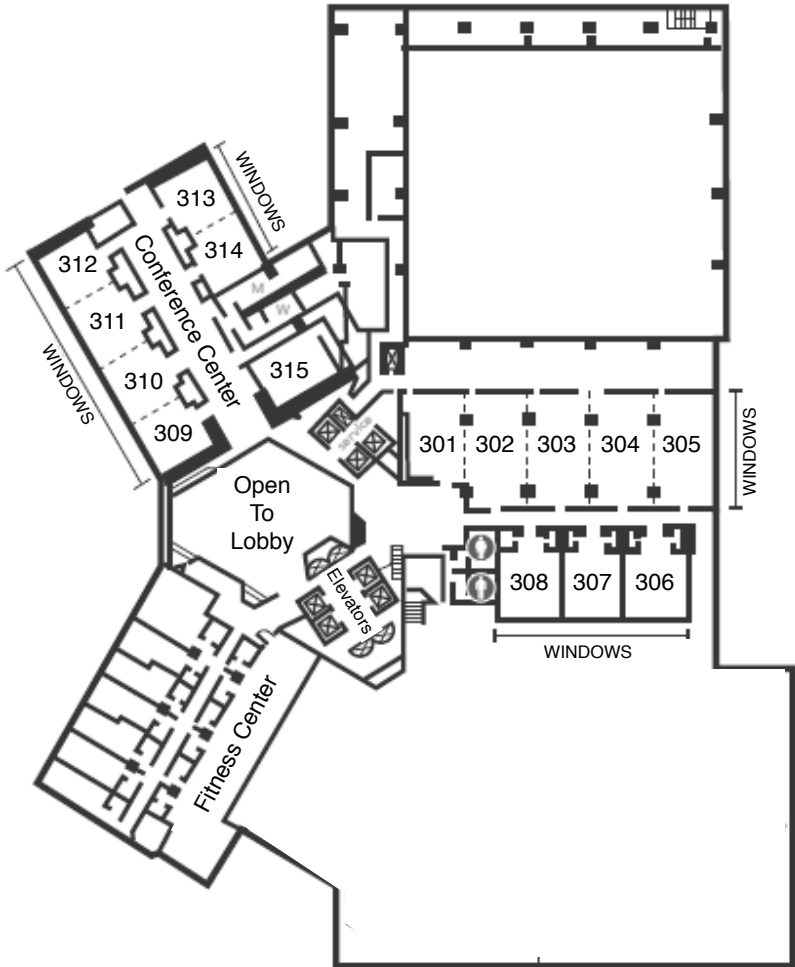 WINDOWS
313
314
312
Conference Center
311
M
W
310
315
WINDOWS
309
service
301
302
303
304
305
WINDOWS
Open
To
Lobby
Elevators
308
307
306
WINDOWS
Fitness Center